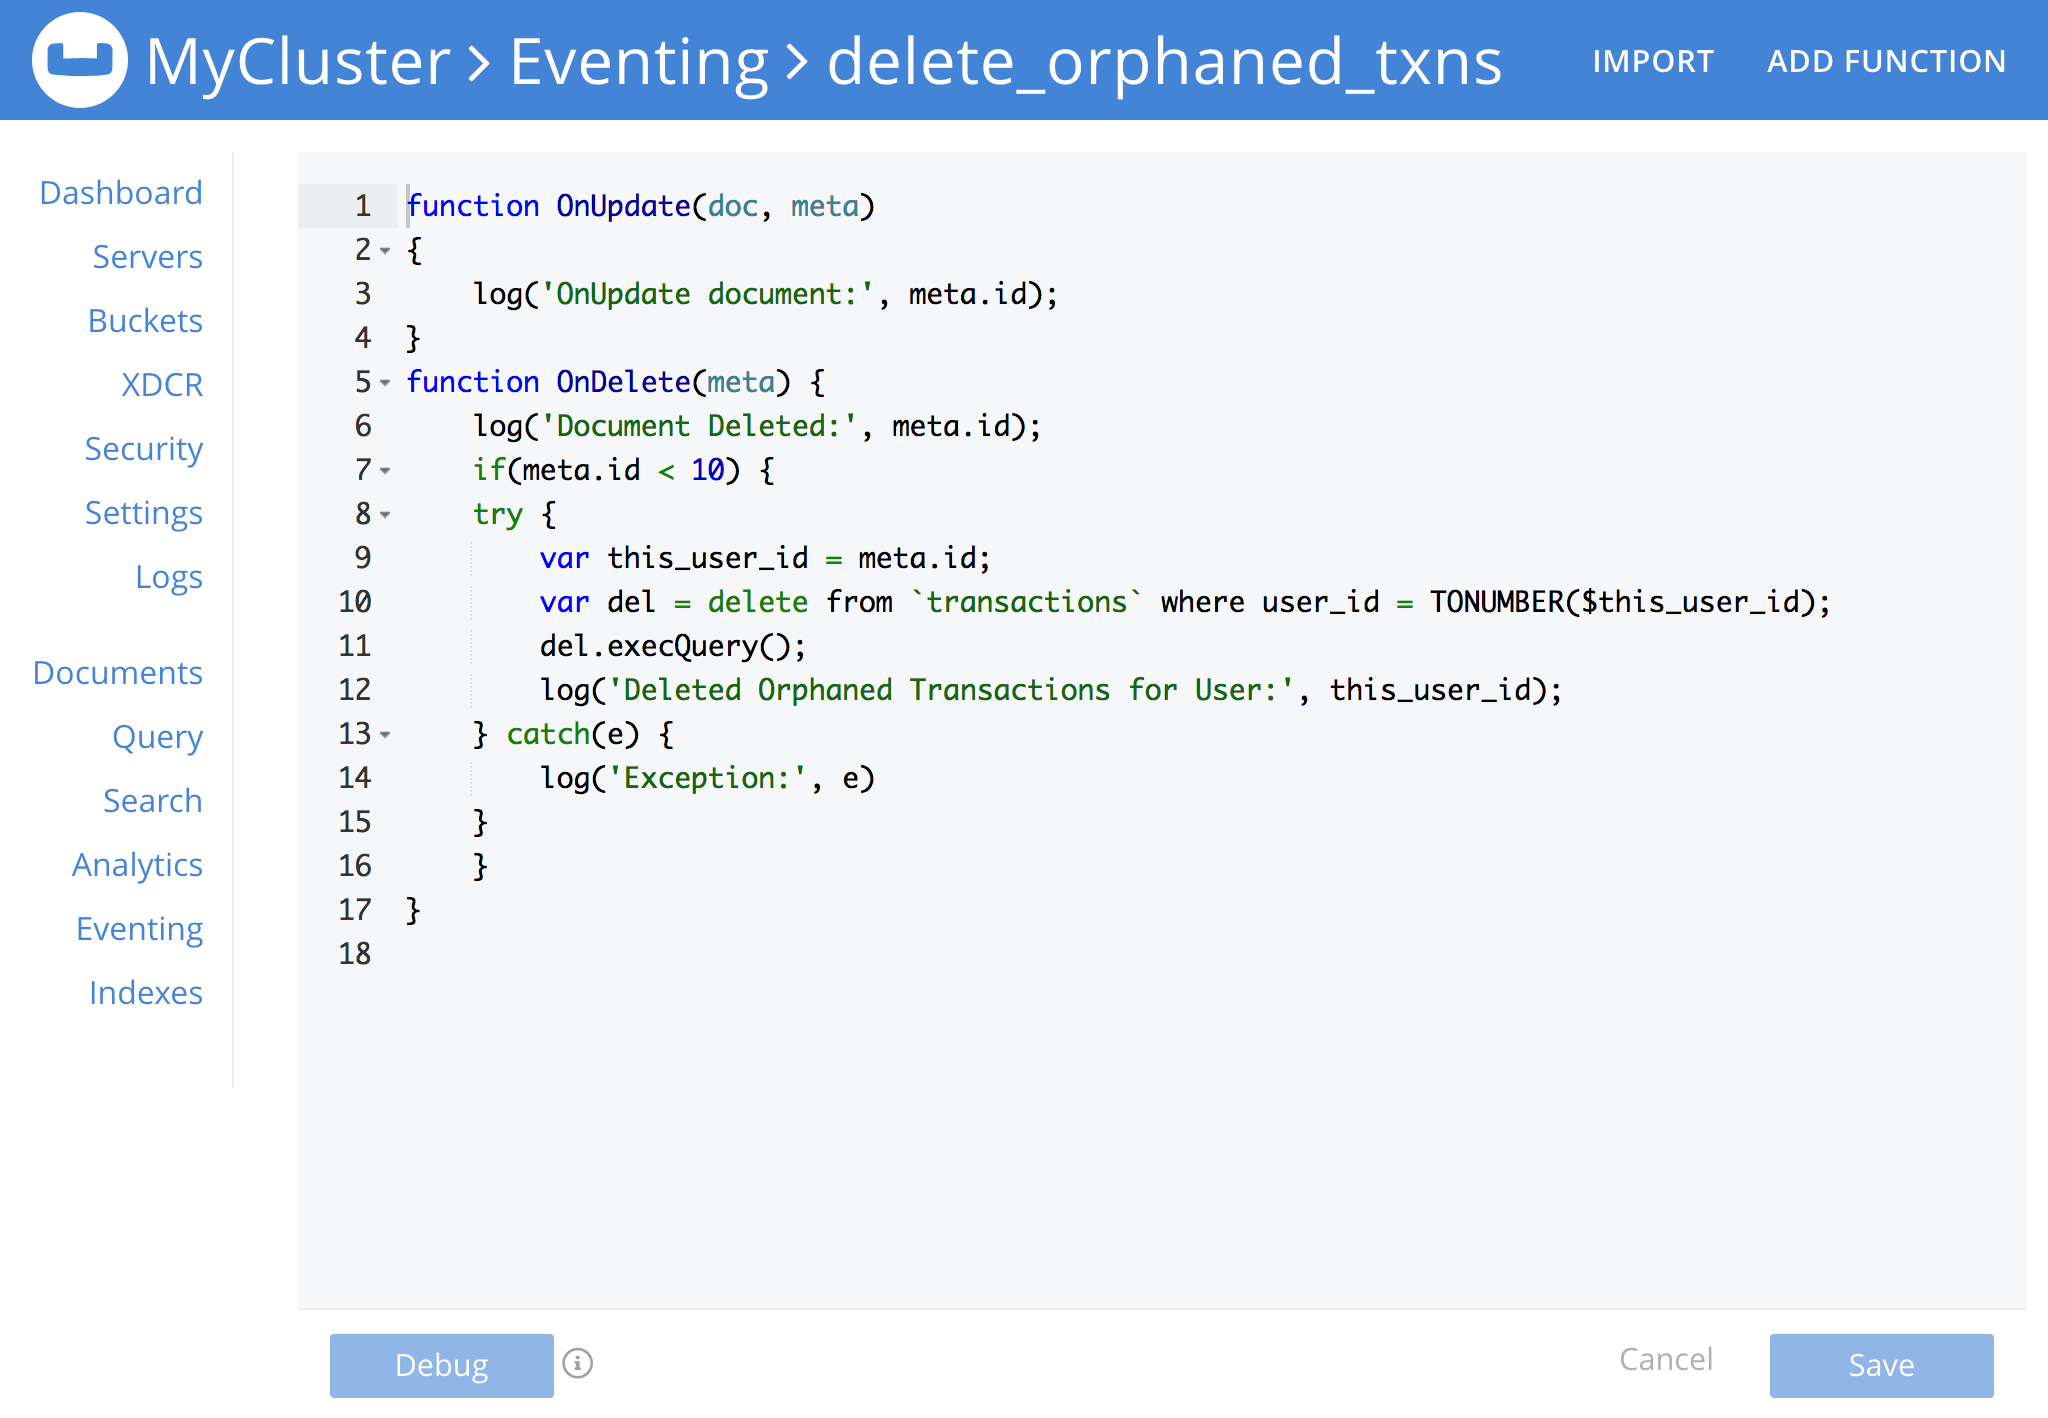 MyCluster > Eventing > delete_orphaned_txns
IMPORT
ADD FUNCTION
Dashboard
Servers
Buckets
XDCR
Security
Settings
Logs
Documents
Query
Search
Analytics
Eventing
Indexes
1 function OnUpdate(doc, meta)
2 {
3     log('OnUpdate document:', meta.id);
4 }
5 function OnDelete(meta) {
6     log('Document Deleted:', meta.id);
7     if(meta.id < 10) {
8     try {
9         var this_user_id = meta.id;
10         var del = delete from `transactions` where user_id = TONUMBER($this_user_id);
11         del.execQuery();
12         log('Deleted Orphaned Transactions for User:', this_user_id);
13     } catch(e) {
14         log('Exception:', e)
15     }
16     }
17 }
18
Debug
Cancel
Save